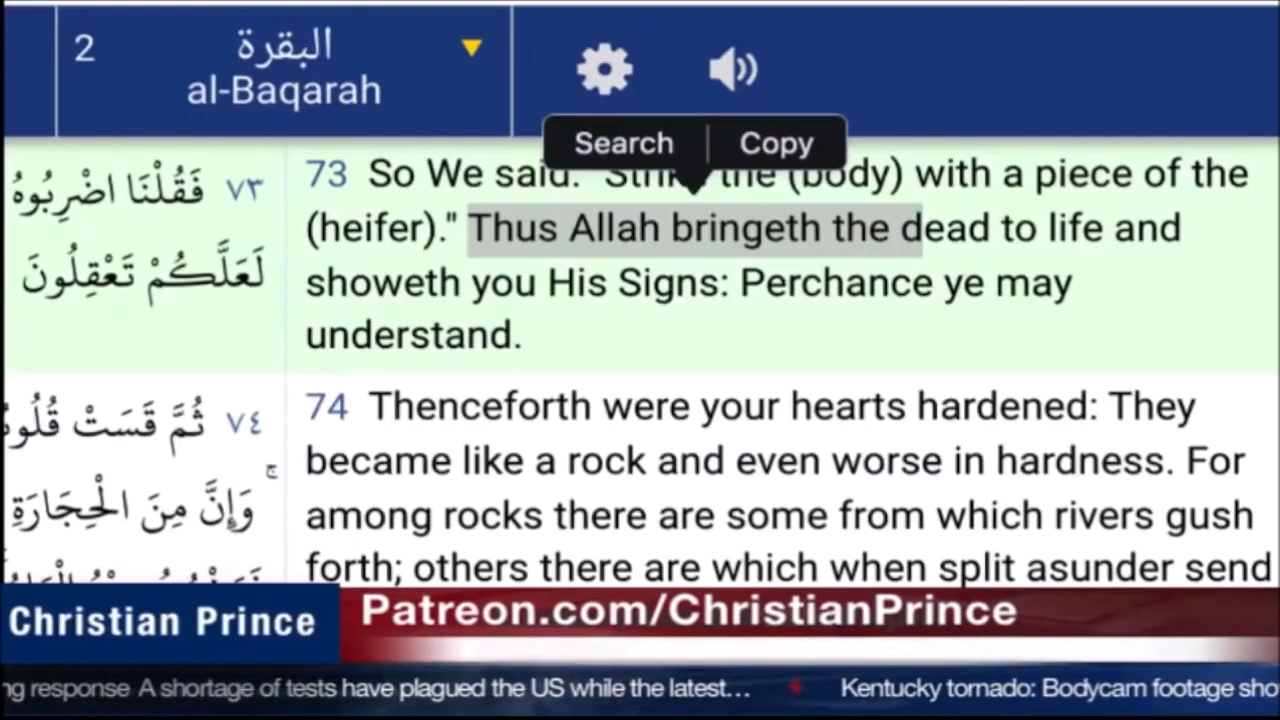 2
البقرة
al-Baqarah
Search
Copy
فَقُلْنَا اضْرِبُوهُ ٧٣
لَعَلَّكُمْ تَعْقِلُونَ
73 So We said: "Strike the (body) with a piece of the
(heifer)." Thus Allah bringeth the dead to life and
showeth you His Signs: Perchance ye may
understand.
ثُمَّ قَسَتْ ٧٤
وَإِنَّ مِنَ الْحِجَارَةِ
74 Thenceforth were your hearts hardened: They
became like a rock and even worse in hardness. For
among rocks there are some from which rivers gush
forth; others there are which when split asunder send
Christian Prince
Patreon.com/ChristianPrince
ng response A shortage of tests have plagued the US while the latest... Kentucky tornado: Bodycam footage sho